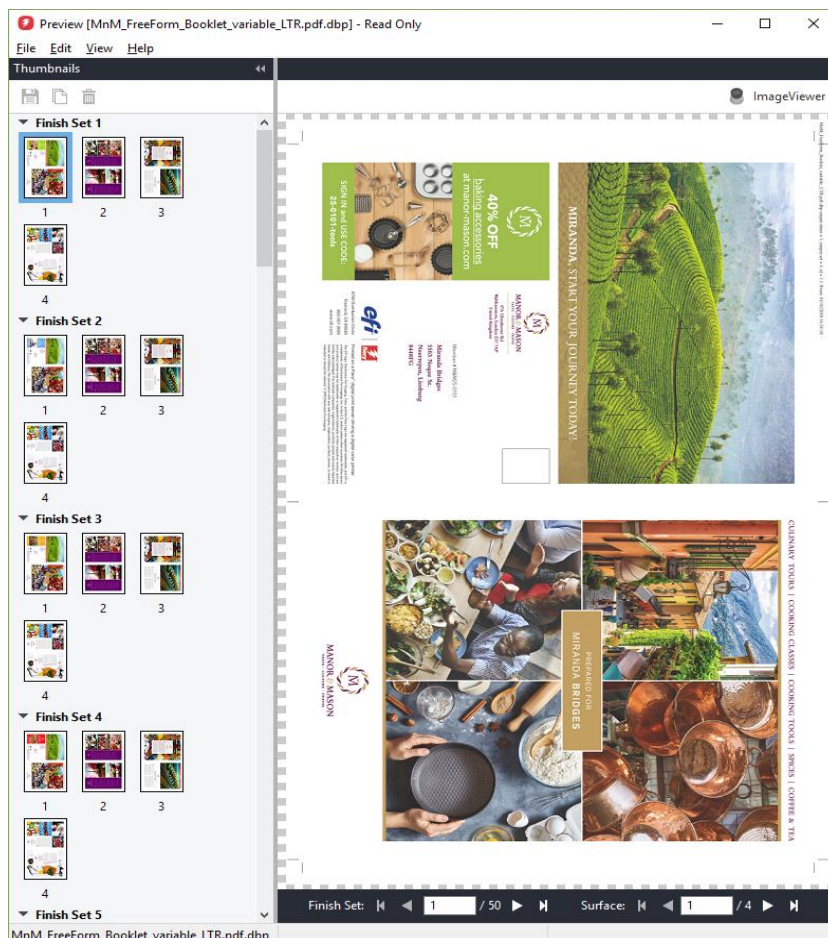 Preview [MnM_FreeForm_Booklet_variable_LTR.pdf.dbp] - Read Only
File Edit View Help
Thumbnails
ImageViewer
Finish Set 1
1 2 3
4
Finish Set 2
1 2 3
4
Finish Set 3
1 2 3
4
Finish Set 4
1 2 3
4
Finish Set 5
MIRANDA, START YOUR JOURNEY TODAY!
M
40% OFF
baking accessories
at manor-mason.com
SIGN IN and USE CODE:
25-0101-tools
M
MANOR & MASON
Miranda Bridges
efi
CULINARY TOURS | COOKING CLASSES | COOKING TOOLS | SPICES | COFFEE & TEA
PREPARED FOR
MIRANDA BRIDGES
M
MANOR & MASON
Finish Set: 1 / 50 Surface: 1 / 4
MnM_FreeForm_Booklet_variable_LTR.pdf.dbp